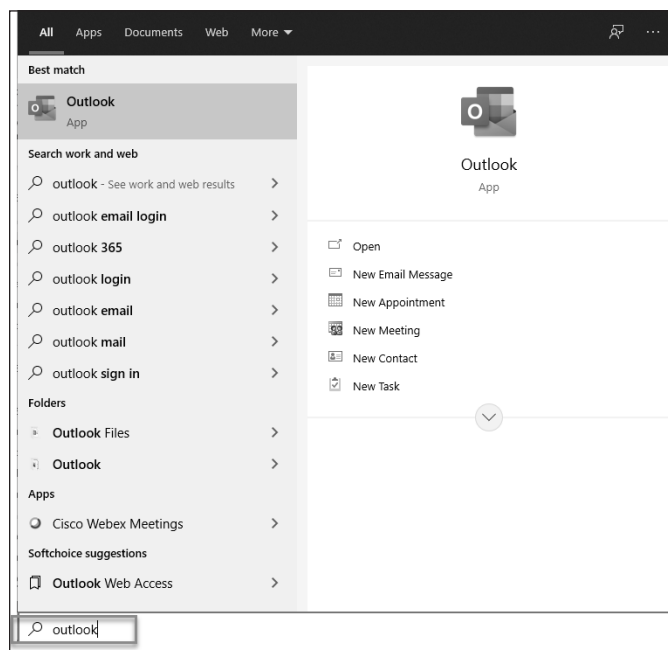 All Apps Documents Web More
Best match
Outlook
App
Search work and web
outlook - See work and web results
outlook email login
outlook 365
outlook login
outlook email
outlook mail
outlook sign in
Folders
Outlook Files
Outlook
Apps
Cisco Webex Meetings
Softchoice suggestions
Outlook Web Access
outlook
Outlook
App
Open
New Email Message
New Appointment
New Meeting
New Contact
New Task